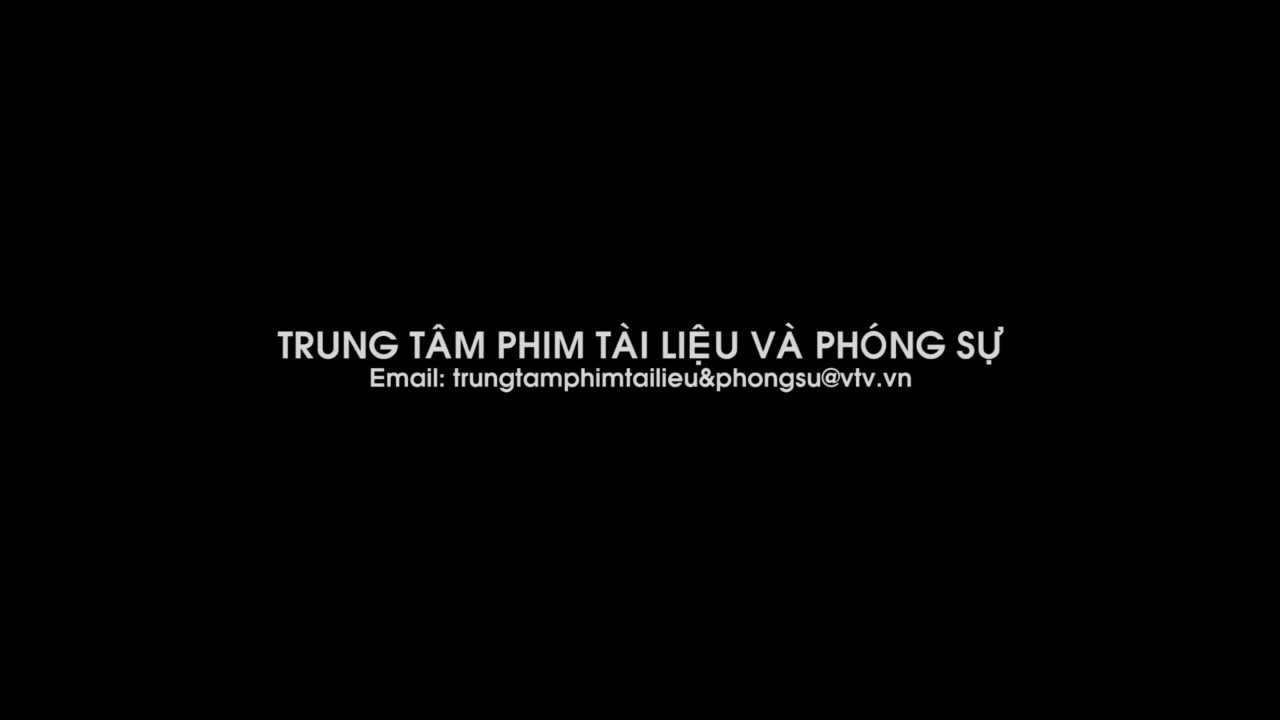 TRUNG TÂM PHIM TÀI LIỆU VÀ PHÓNG SỰ
Email: trungtamphimtailieu&phongsu@vtv.vn